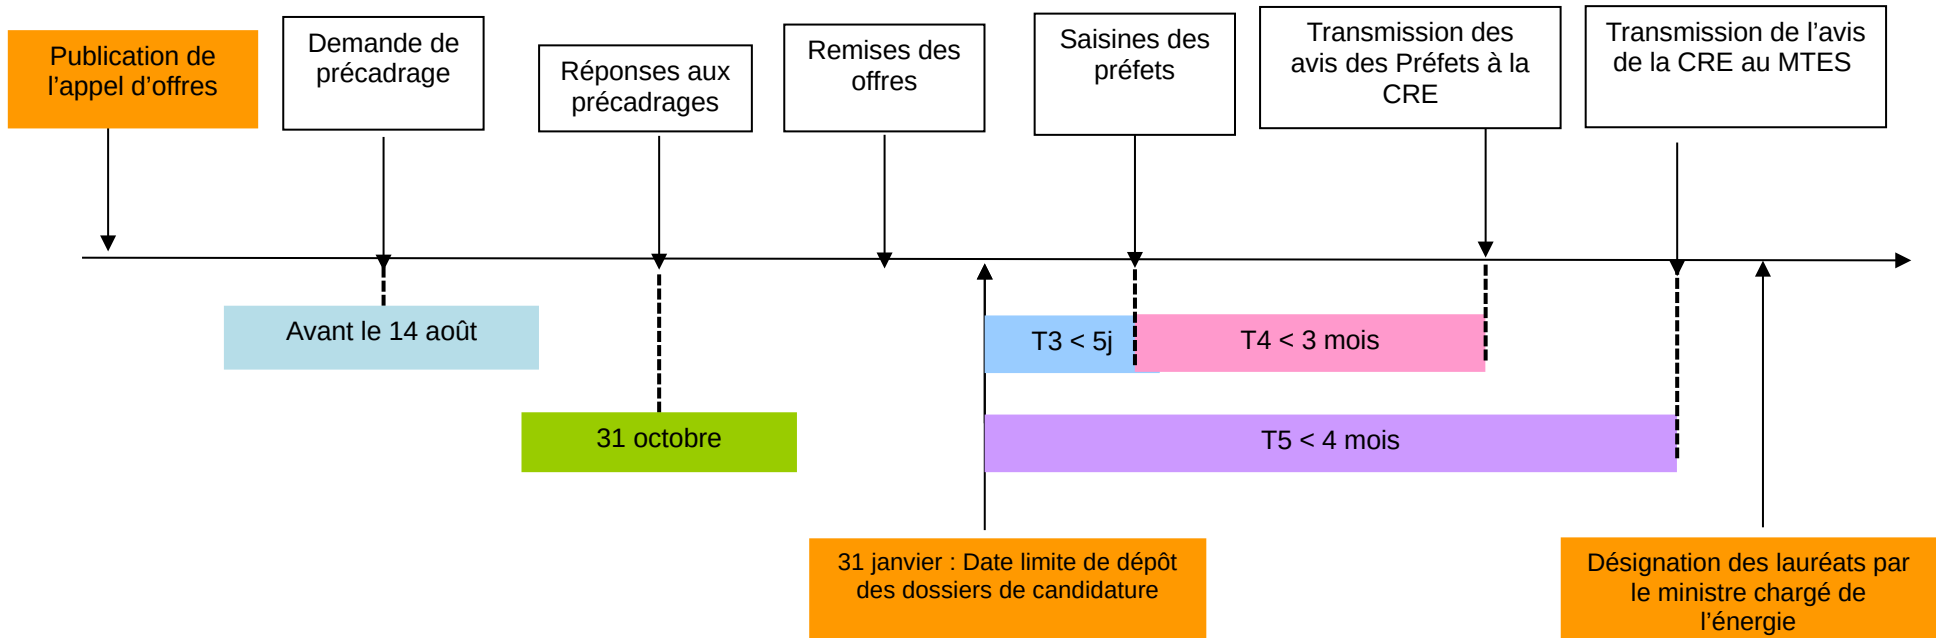 Publication de
l'appel d'offres
Demande de
précadrage
Réponses aux
précadrages
Remises des
offres
Saisines des
préfets
Transmission des
avis des Préfets à la
CRE
Transmission de l'avis
de la CRE au MTES
Avant le 14 août
T3 < 5j
T4 < 3 mois
31 octobre
T5 < 4 mois
31 janvier : Date limite de dépôt
des dossiers de candidature
Désignation des lauréats par
le ministre chargé de
l'énergie